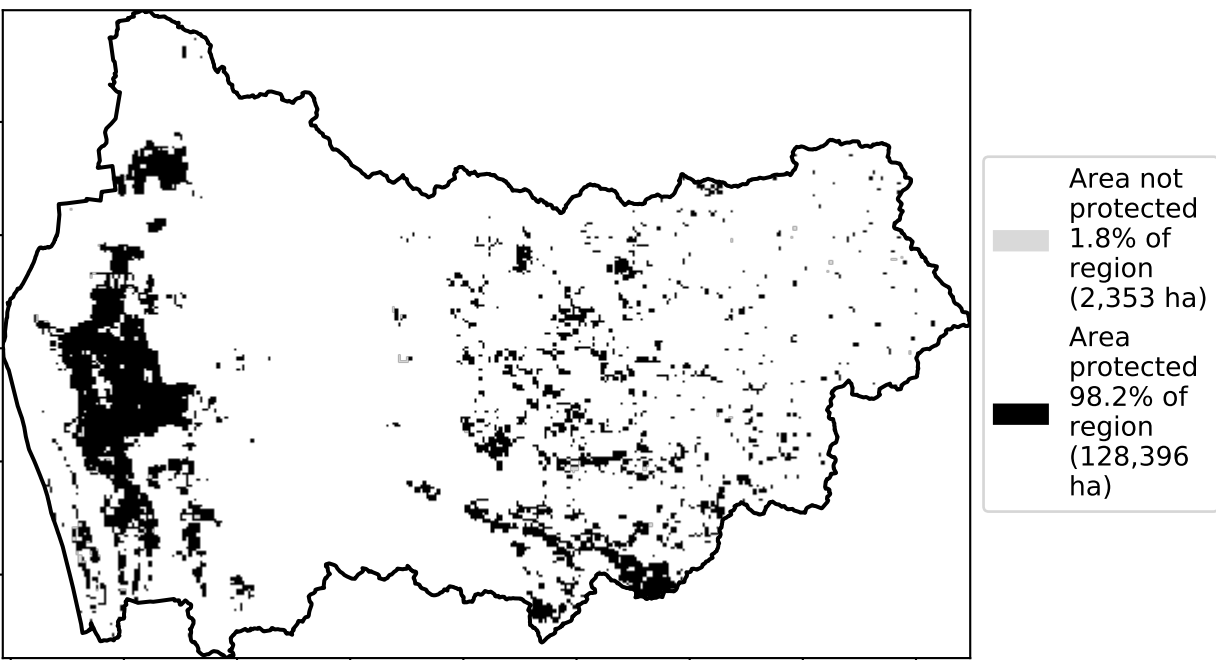 Area not
protected
1.8% of
region
(2,353 ha)
Area
protected
98.2% of
region
(128,396
ha)